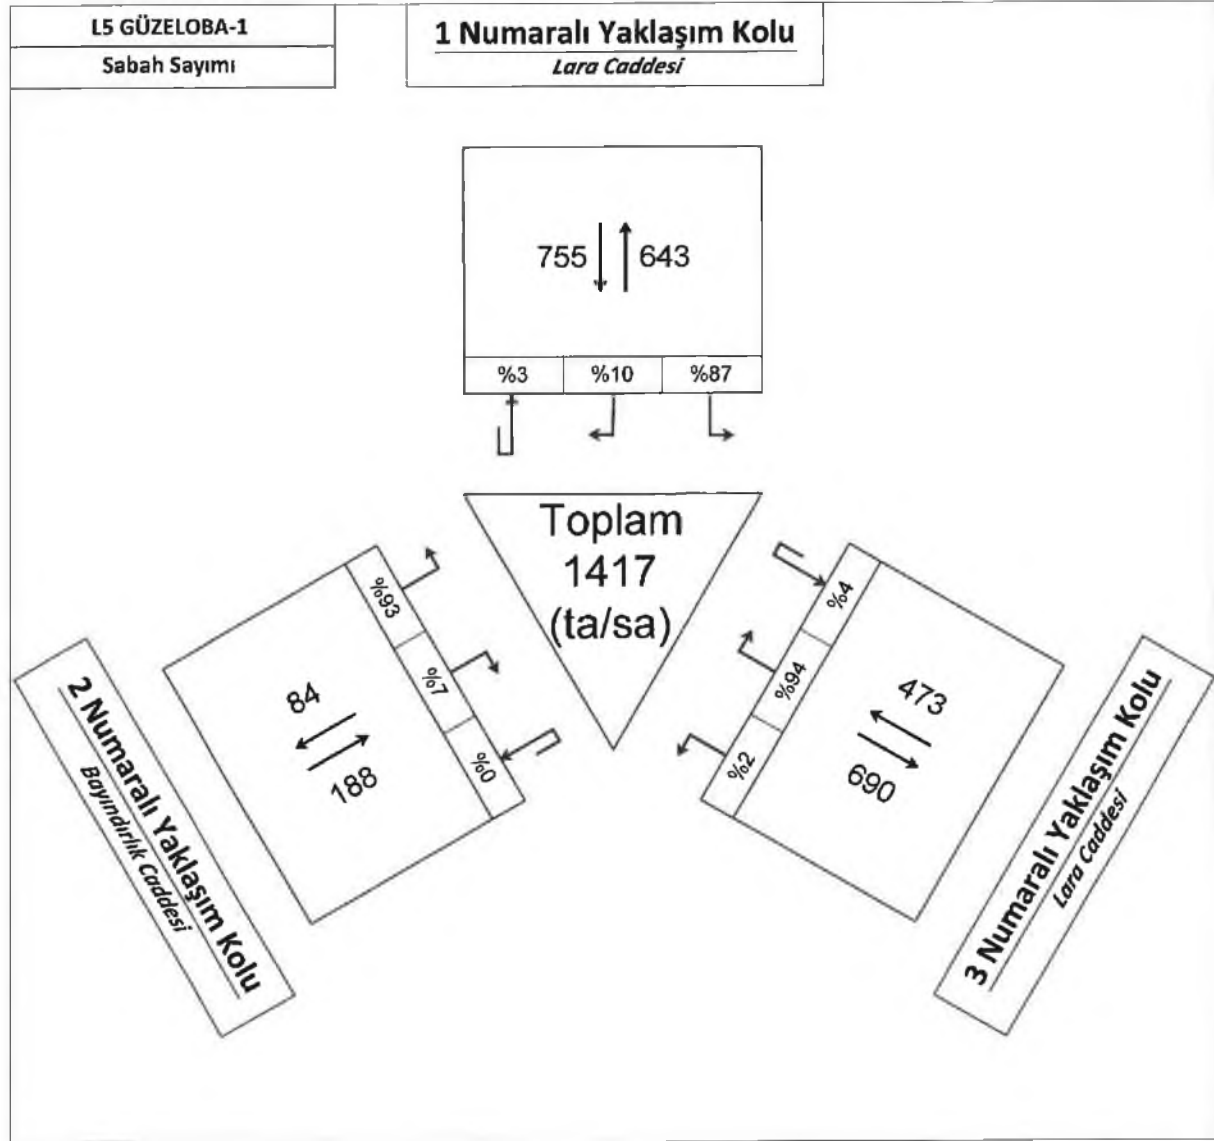 L5 GÜZELOBA-1
Sabah Sayımı
1 Numaralı Yaklaşım Kolu
Lara Caddesi
755
643
%3
%10
%87
Toplam
1417
(ta/sa)
%93
%7
%0
84
188
2 Numaralı Yaklaşım Kolu
Bayındırlık Caddesi
%4
%94
%2
473
690
3 Numaralı Yaklaşım Kolu
Lara Caddesi